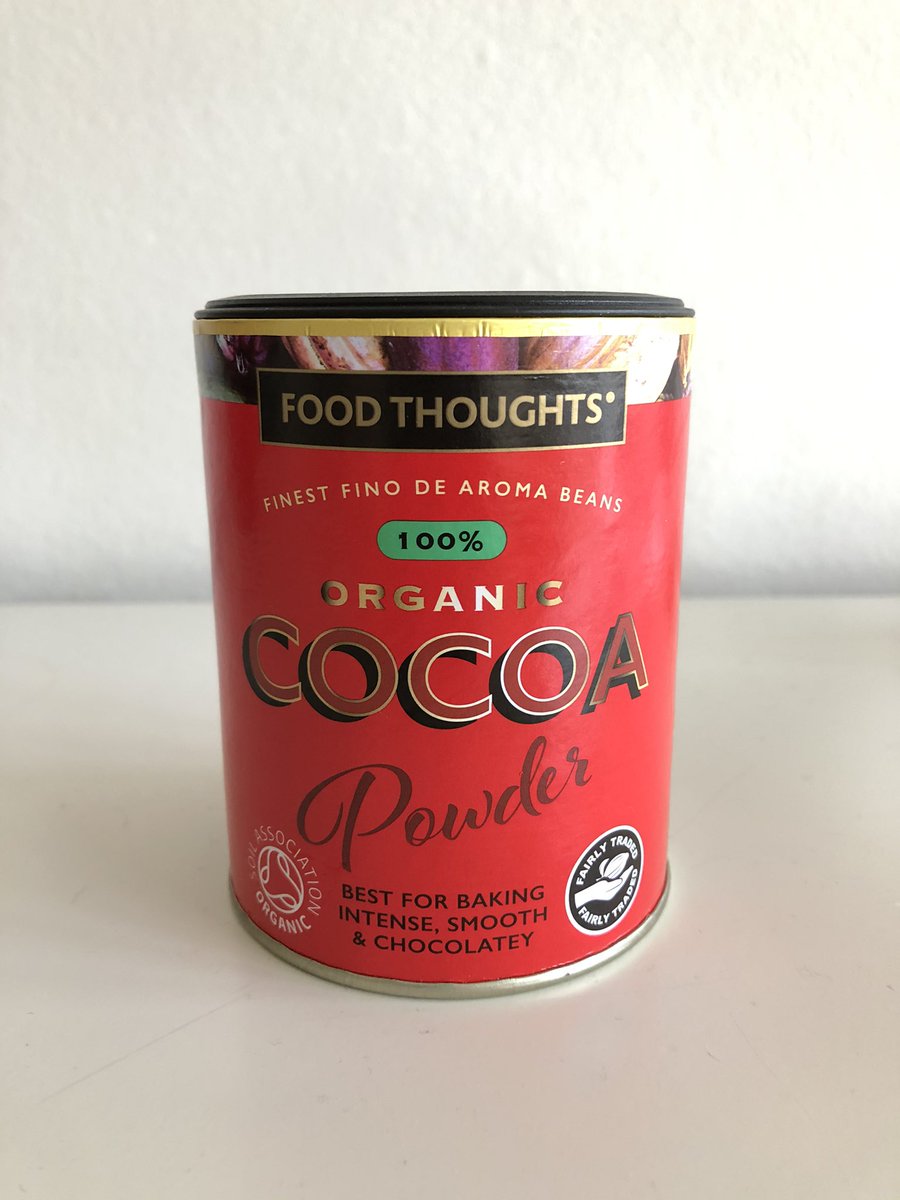 FOOD THOUGHTS
FINEST FINO DE AROMA BEANS
100%
ORGANIC
COCOA
Powder
SOIL ASSOCIATION
ORGANIC
BEST FOR BAKING
INTENSE, SMOOTH
& CHOCOLATEY
FAIRLY TRADED
FAIRLY TRADED